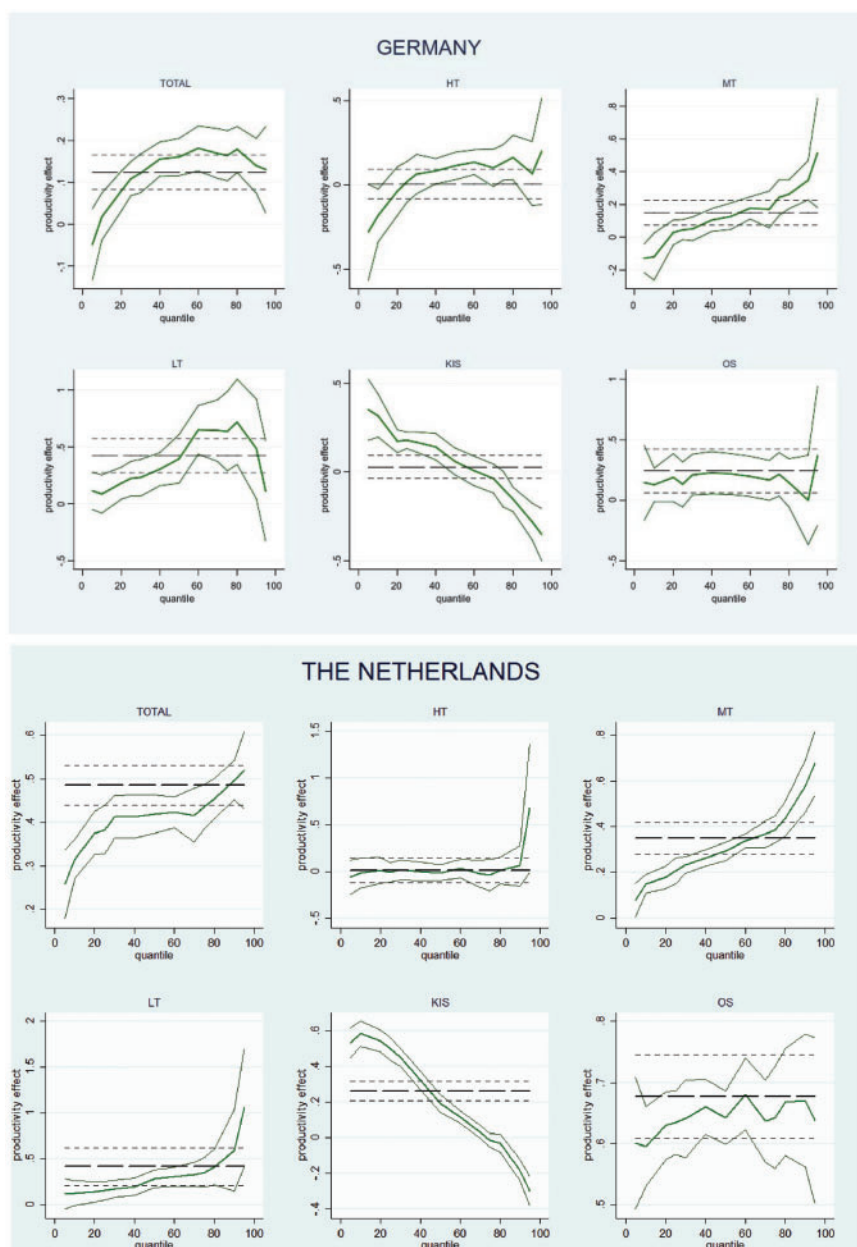 GERMANY
TOTAL
productivity effect
-.1 0 .1 .2 .3
0 20 40 60 80 100
quantile
HT
productivity effect
-.5 0 .5
0 20 40 60 80 100
quantile
MT
productivity effect
-.2 0 .2 .4 .6 .8
0 20 40 60 80 100
quantile
LT
productivity effect
-.5 0 .5 1
0 20 40 60 80 100
quantile
KIS
productivity effect
-.5 0 .5
0 20 40 60 80 100
quantile
OS
productivity effect
-.5 0 .5 1
0 20 40 60 80 100
quantile
THE NETHERLANDS
TOTAL
productivity effect
.2 .3 .4 .5 .6
0 20 40 60 80 100
quantile
HT
productivity effect
-.5 0 .5 1 1.5
0 20 40 60 80 100
quantile
MT
productivity effect
0 .2 .4 .6 .8
0 20 40 60 80 100
quantile
LT
productivity effect
0 .5 1 1.5 2
0 20 40 60 80 100
quantile
KIS
productivity effect
-.4 -.2 0 .2 .4 .6
0 20 40 60 80 100
quantile
OS
productivity effect
.5 .6 .7 .8
0 20 40 60 80 100
quantile